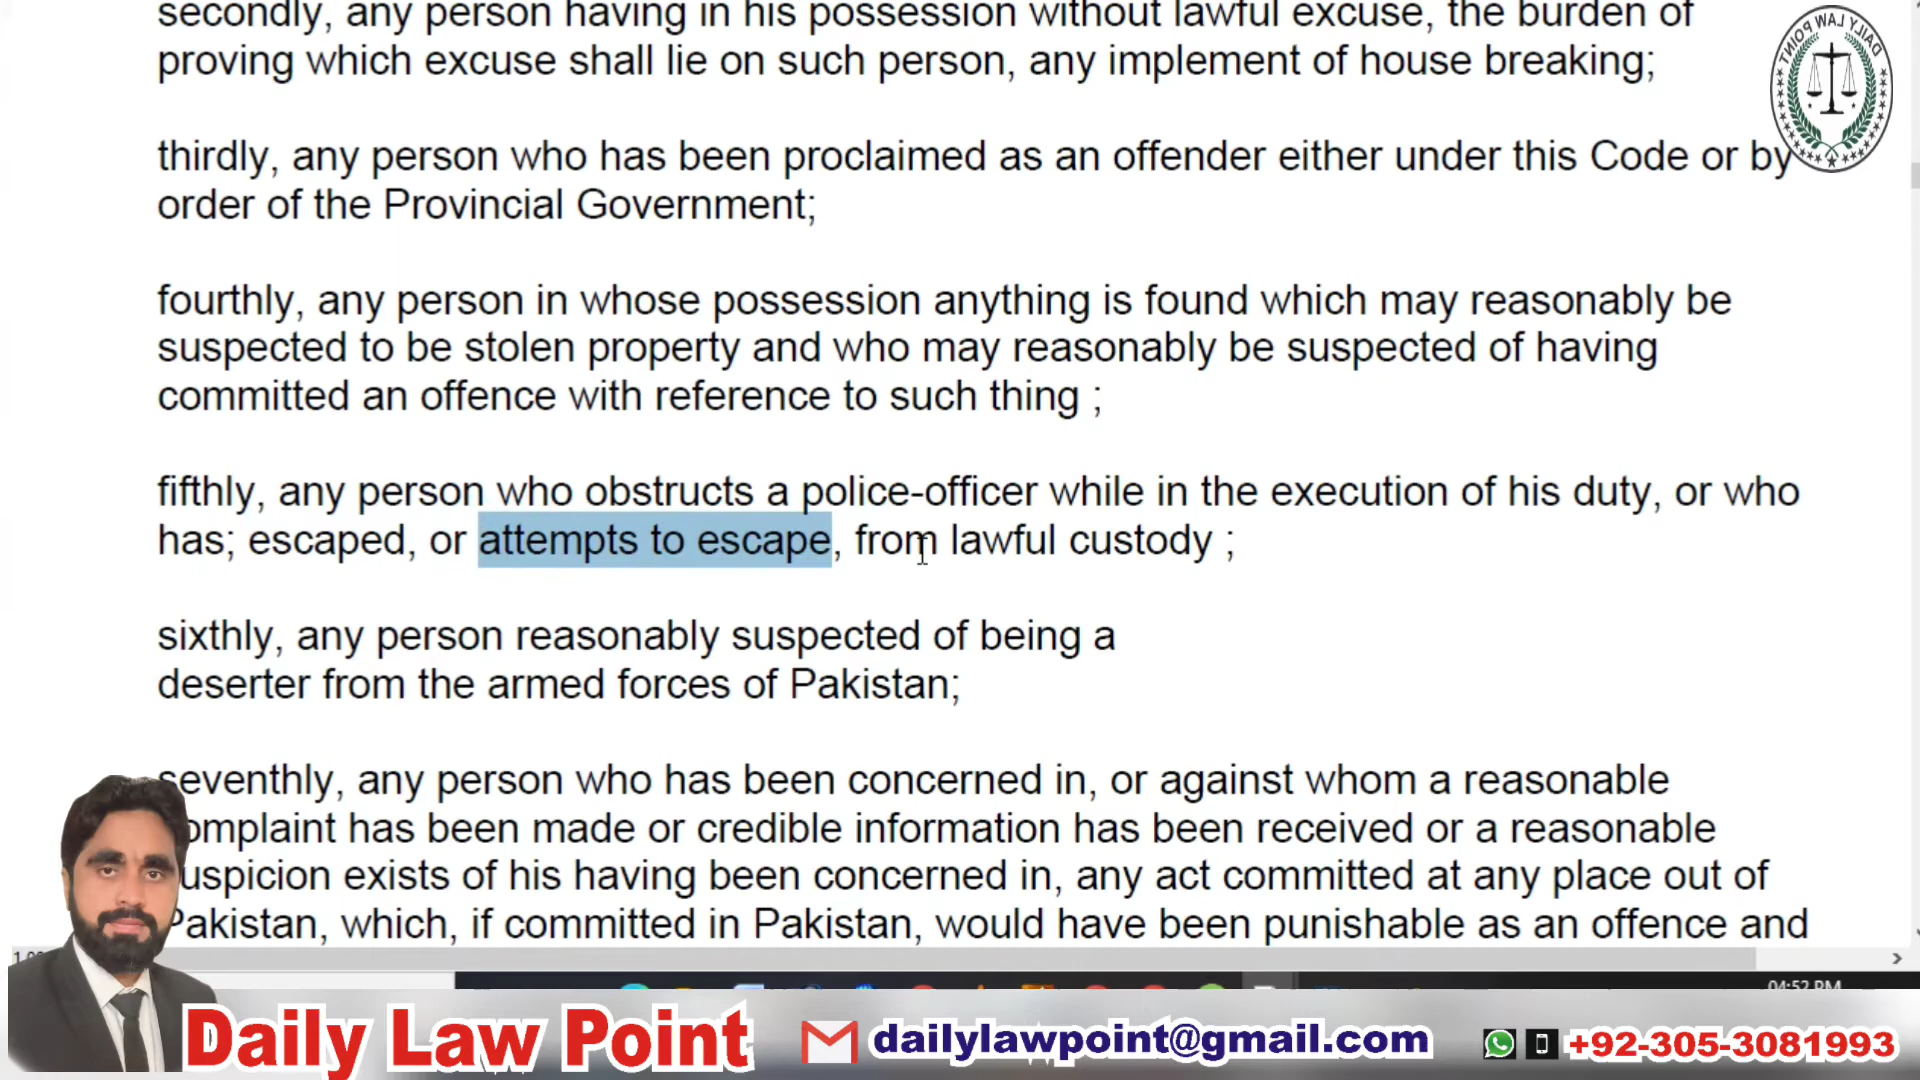 secondly, any person having in his possession without lawful excuse, the burden of
proving which excuse shall lie on such person, any implement of house breaking;
thirdly, any person who has been proclaimed as an offender either under this Code or by
order of the Provincial Government;
fourthly, any person in whose possession anything is found which may reasonably be
suspected to be stolen property and who may reasonably be suspected of having
committed an offence with reference to such thing ;
fifthly, any person who obstructs a police-officer while in the execution of his duty, or who
has; escaped, or attempts to escape, from lawful custody ;
sixthly, any person reasonably suspected of being a
deserter from the armed forces of Pakistan;
seventhly, any person who has been concerned in, or against whom a reasonable
complaint has been made or credible information has been received or a reasonable
suspicion exists of his having been concerned in, any act committed at any place out of
Pakistan, which, if committed in Pakistan, would have been punishable as an offence and
DAILY LAW POINT
04:52 PM
Daily Law Point
dailylawpoint@gmail.com
+92-305-3081993